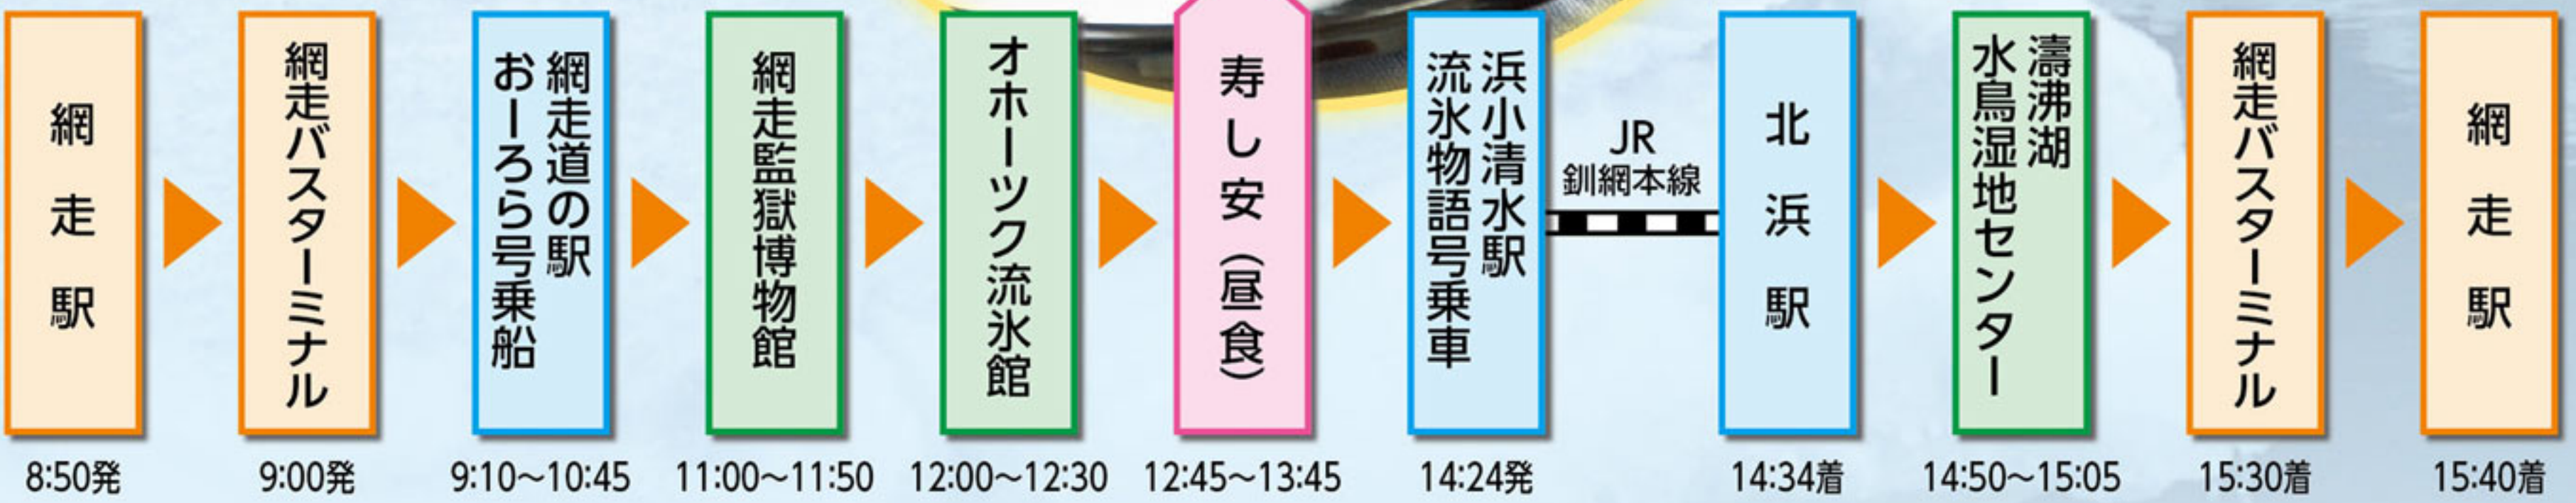 網走駅
8:50発
網走バスターミナル
9:00発
網走道の駅
おーろら号乗船
9:10～10:45
網走監獄博物館
11:00～11:50
オホーツク流氷館
12:00～12:30
寿し安（昼食）
12:45～13:45
浜小清水駅
流氷物語号乗車
14:24発
JR
釧網本線
北浜駅
14:34着
濤沸湖
水鳥湿地センター
14:50～15:05
網走バスターミナル
15:30着
網走駅
15:40着